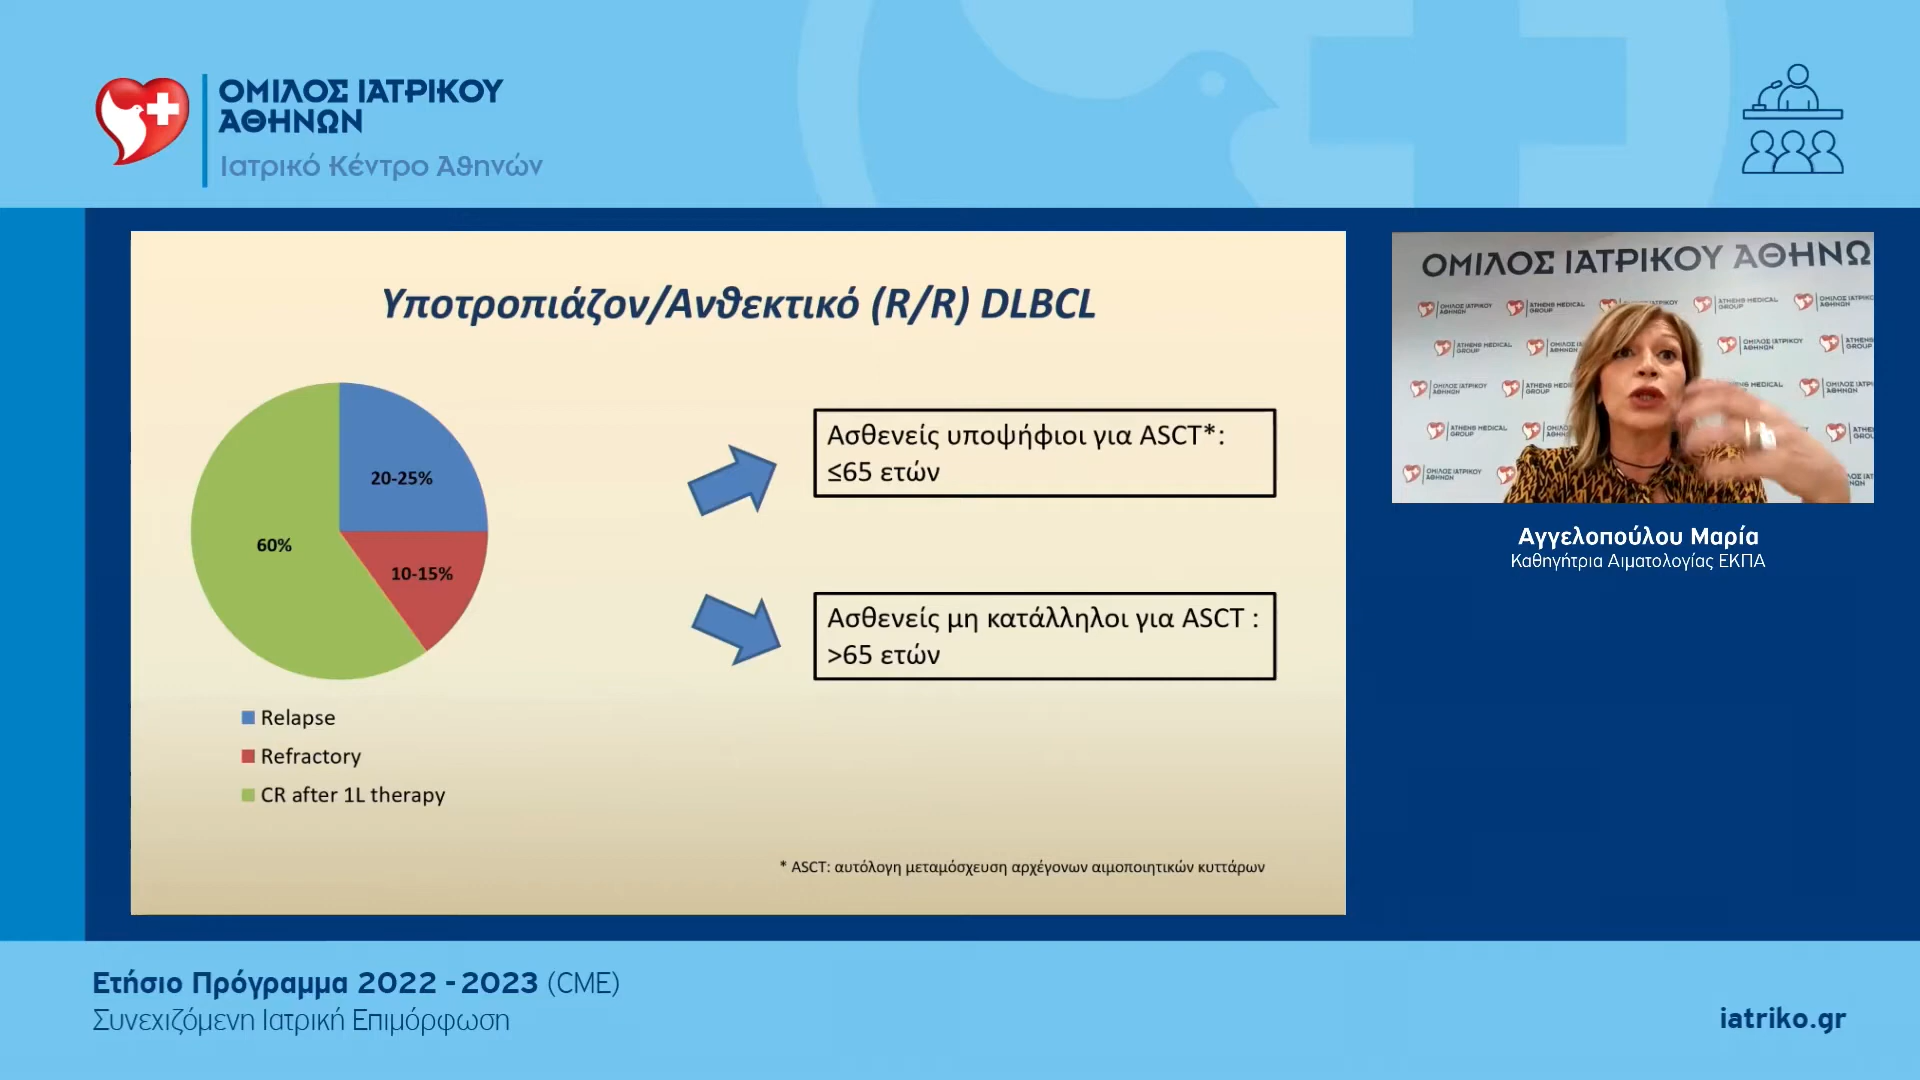 ΟΜΙΛΟΣ ΙΑΤΡΙΚΟΥ
ΑΘΗΝΩΝ
Ιατρικό Κέντρο Αθηνών
Υποτροπιάζον/Ανθεκτικό (R/R) DLBCL
20-25%
60%
10-15%
Relapse
Refractory
CR after 1L therapy
Ασθενείς υποψήφιοι για ASCT*:
≤65 ετών
Ασθενείς μη κατάλληλοι για ASCT :
>65 ετών
* ASCT: αυτόλογη μεταμόσχευση αρχέγονων αιμοποιητικών κυττάρων
ΟΜΙΛΟΣ ΙΑΤΡΙΚΟΥ ΑΘΗΝΩ
Αγγελοπούλου Μαρία
Καθηγήτρια Αιματολογίας ΕΚΠΑ
Ετήσιο Πρόγραμμα 2022 - 2023 (CME)
Συνεχιζόμενη Ιατρική Επιμόρφωση
iatriko.gr